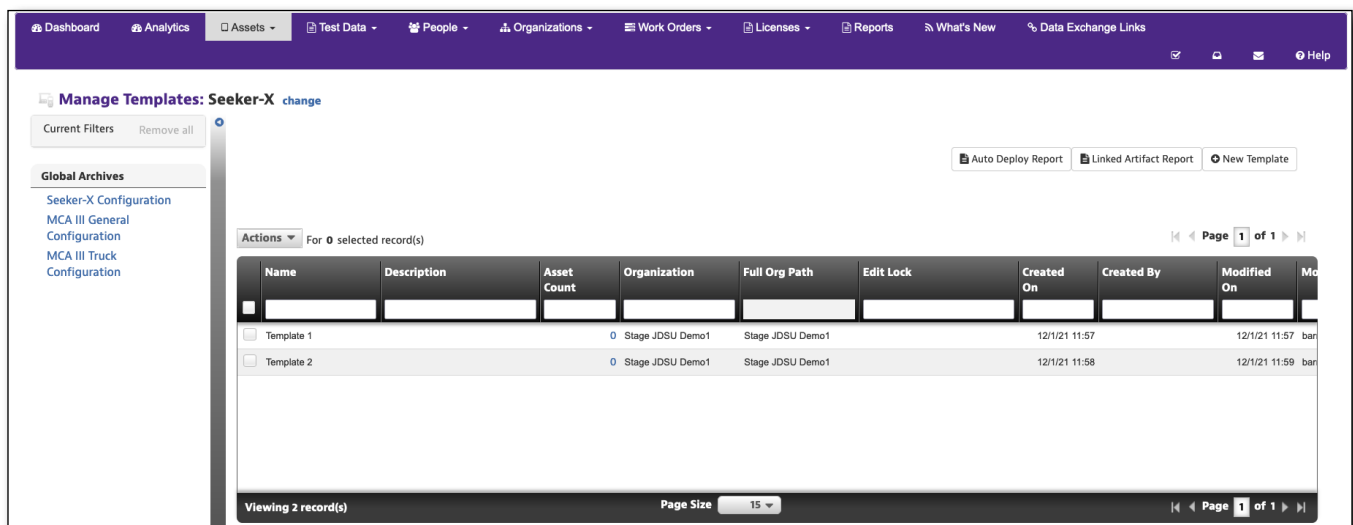 Dashboard Analytics Assets Test Data People Organizations Work Orders Licenses Reports What's New Data Exchange Links
Help
Manage Templates: Seeker-X change
Current Filters Remove all
Auto Deploy Report Linked Artifact Report New Template
Global Archives
Seeker-X Configuration
MCA III General
Configuration
MCA III Truck
Configuration
Actions For 0 selected record(s) Page 1 of 1
Name Description Asset Organization Full Org Path Edit Lock Created Created By Modified Mo
Count On On
Template 1 0 Stage JDSU Demo1 Stage JDSU Demo1 12/1/21 11:57 12/1/21 11:57 bar
Template 2 0 Stage JDSU Demo1 Stage JDSU Demo1 12/1/21 11:58 12/1/21 11:59 bar
Viewing 2 record(s) Page Size 15 Page 1 of 1